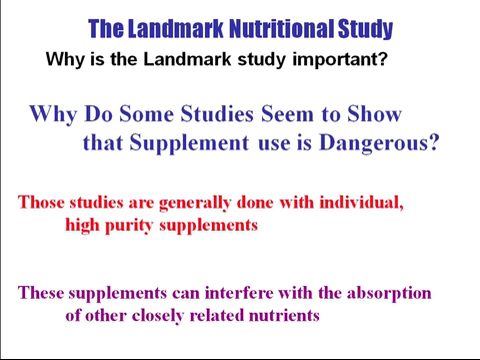 The Landmark Nutritional Study
Why is the Landmark study important?
Why Do Some Studies Seem to Show
that Supplement use is Dangerous?
Those studies are generally done with individual,
high purity supplements
These supplements can interfere with the absorption
of other closely related nutrients